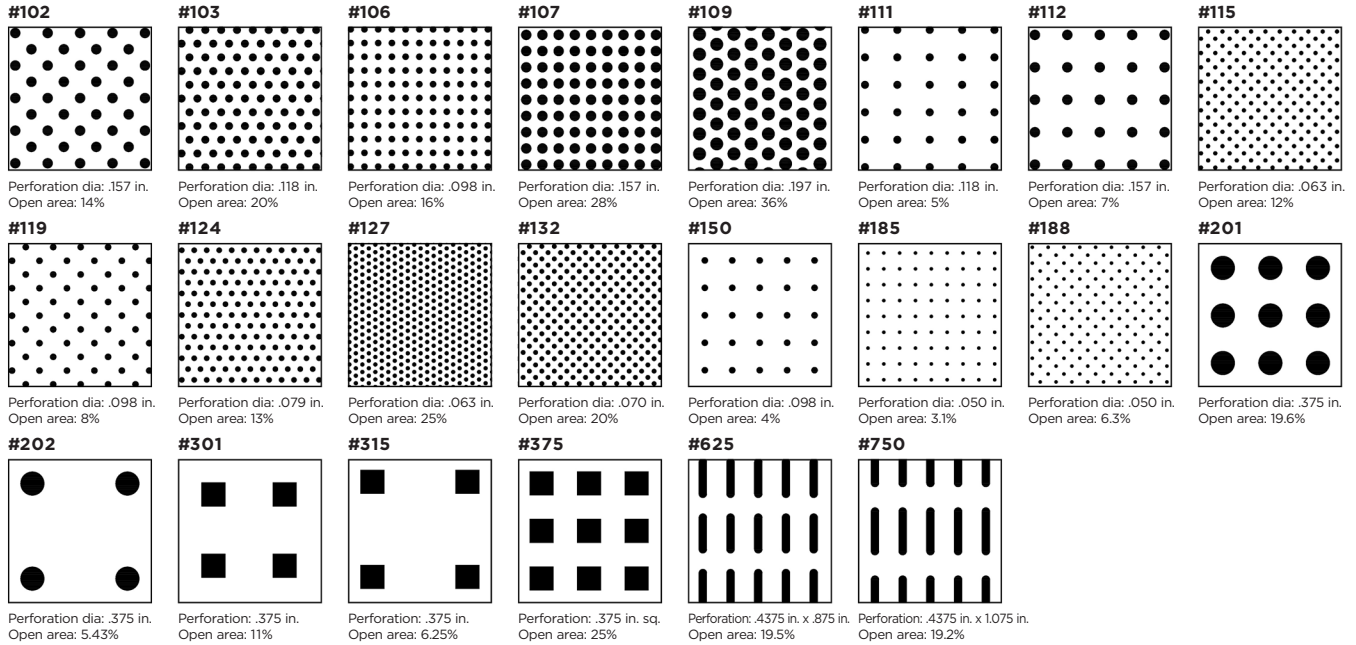 #102
Perforation dia: .157 in.
Open area: 14%
#103
Perforation dia: .118 in.
Open area: 20%
#106
Perforation dia: .098 in.
Open area: 16%
#107
Perforation dia: .157 in.
Open area: 28%
#109
Perforation dia: .197 in.
Open area: 36%
#111
Perforation dia: .118 in.
Open area: 5%
#112
Perforation dia: .157 in.
Open area: 7%
#115
Perforation dia: .063 in.
Open area: 12%
#119
Perforation dia: .098 in.
Open area: 8%
#124
Perforation dia: .079 in.
Open area: 13%
#127
Perforation dia: .063 in.
Open area: 25%
#132
Perforation dia: .070 in.
Open area: 20%
#150
Perforation dia: .098 in.
Open area: 4%
#185
Perforation dia: .050 in.
Open area: 3.1%
#188
Perforation dia: .050 in.
Open area: 6.3%
#201
Perforation dia: .375 in.
Open area: 19.6%
#202
Perforation dia: .375 in.
Open area: 5.43%
#301
Perforation: .375 in.
Open area: 11%
#315
Perforation: .375 in.
Open area: 6.25%
#375
Perforation: .375 in. sq.
Open area: 25%
#625
Perforation: .4375 in. x .875 in.
Open area: 19.5%
#750
Perforation: .4375 in. x 1.075 in.
Open area: 19.2%